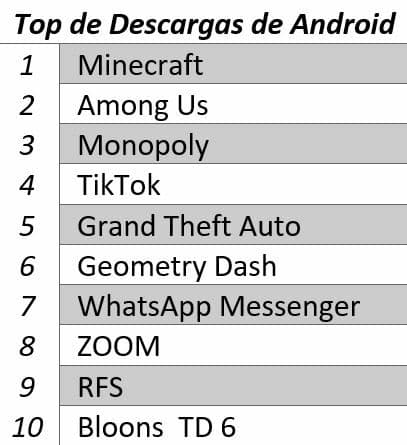 Top de Descargas de Android
1 Minecraft
2 Among Us
3 Monopoly
4 TikTok
5 Grand Theft Auto
6 Geometry Dash
7 WhatsApp Messenger
8 ZOOM
9 RFS
10 Bloons TD 6